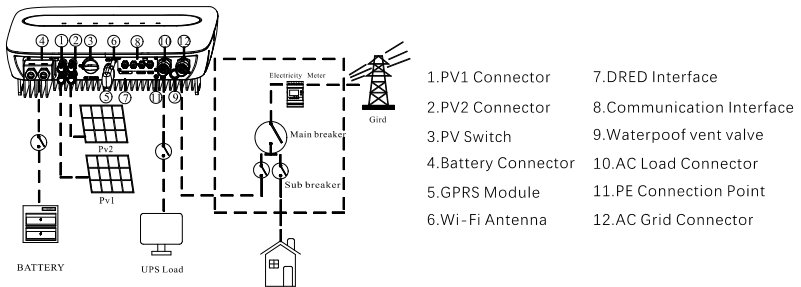 4 1 2 3 6 8 10 12
5 7 11 9
Electricity Meter
Gird
Main breaker
Sub breaker
Pv2
Pv1
BATTERY
UPS Load
1.PV1 Connector
2.PV2 Connector
3.PV Switch
4.Battery Connector
5.GPRS Module
6.Wi-Fi Antenna
7.DRED Interface
8.Communication Interface
9.Waterpoof vent valve
10.AC Load Connector
11.PE Connection Point
12.AC Grid Connector